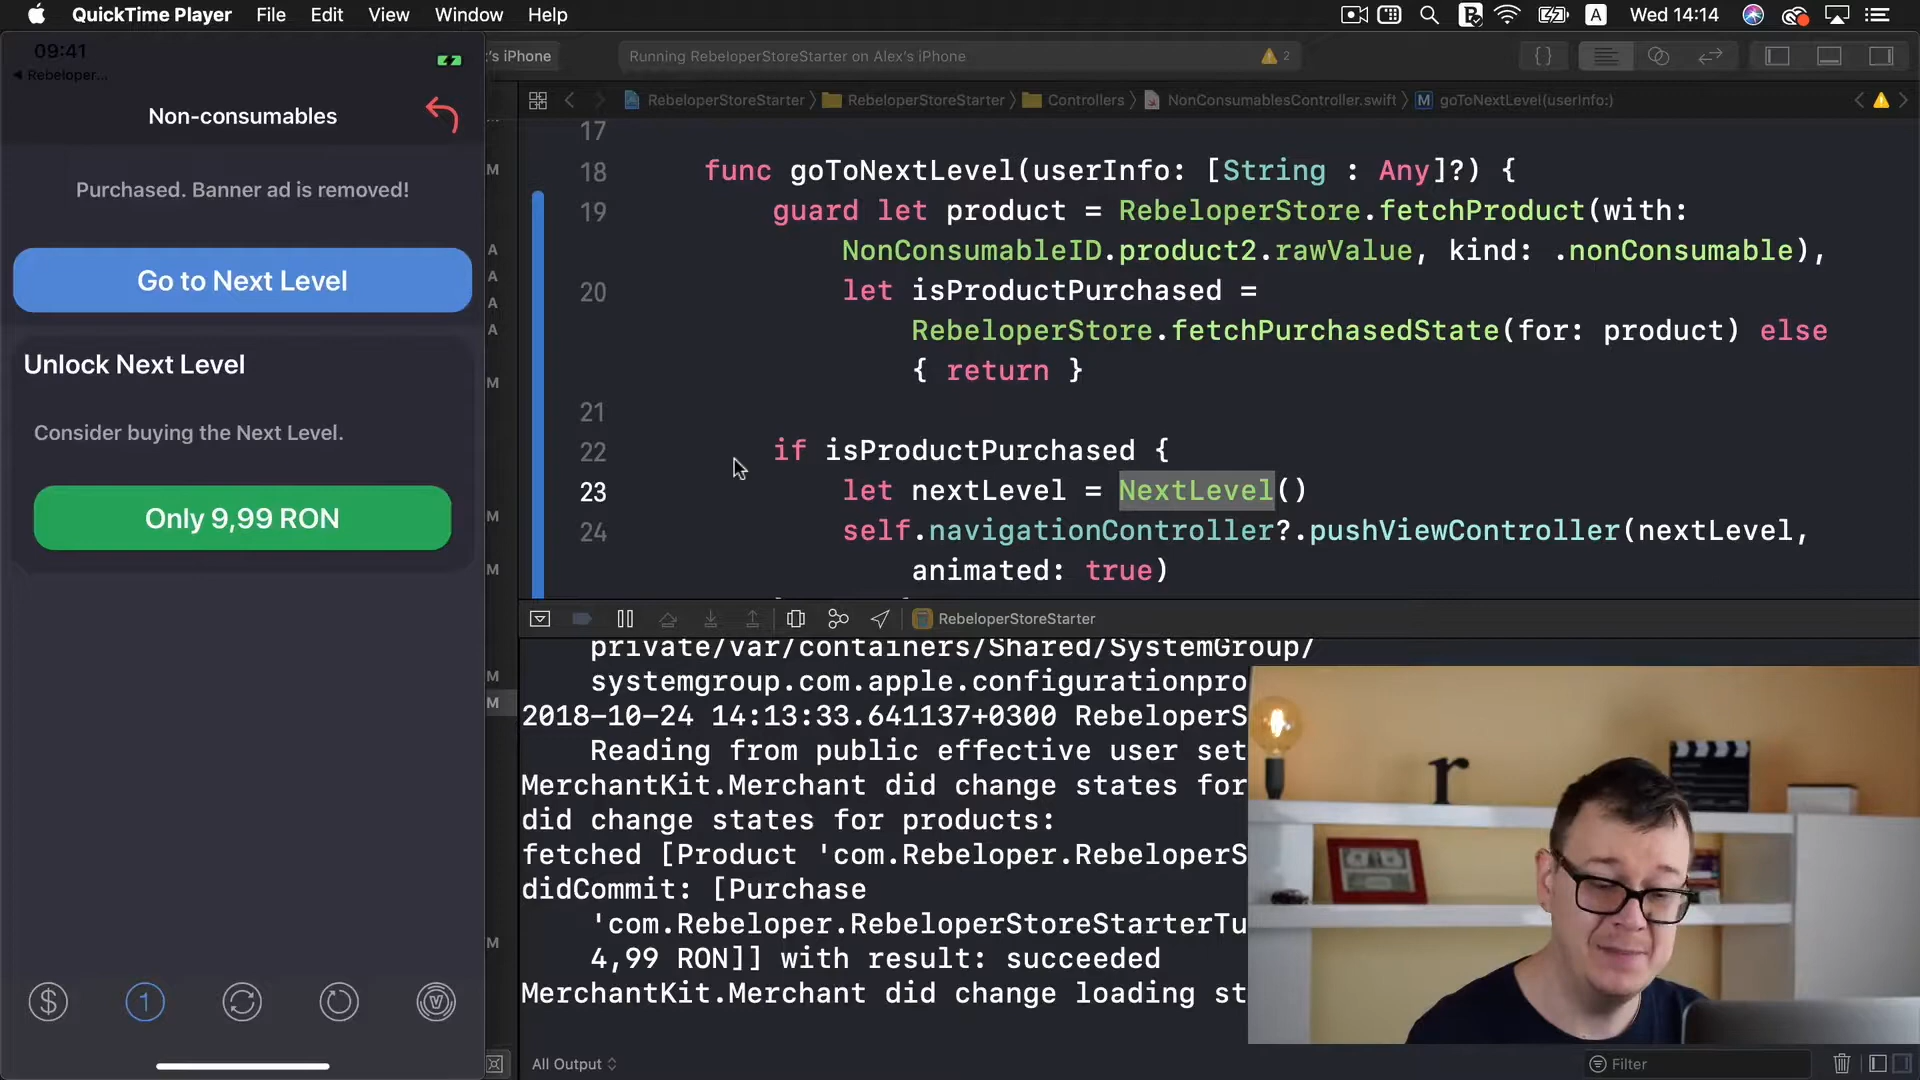 QuickTime Player File Edit View Window Help
A Wed 14:14
09:41
Rebeloper...
's iPhone
Running RebeloperStoreStarter on Alex's iPhone
2
RebeloperStoreStarter RebeloperStoreStarter Controllers NonConsumablesController.swift M goToNextLevel(userInfo:)
Non-consumables
Purchased. Banner ad is removed!
Go to Next Level
Unlock Next Level
Consider buying the Next Level.
Only 9,99 RON
$ 1
M
A
A
A
A
M
M
M
M
M
M
17
18 func goToNextLevel(userInfo: [String : Any]?) {
19 guard let product = RebeloperStore.fetchProduct(with:
NonConsumableID.product2.rawValue, kind: .nonConsumable),
20 let isProductPurchased =
RebeloperStore.fetchPurchasedState(for: product) else
{ return }
21
22 if isProductPurchased {
23 let nextLevel = NextLevel()
24 self.navigationController?.pushViewController(nextLevel,
animated: true)
RebeloperStoreStarter
private/var/containers/Shared/SystemGroup/
systemgroup.com.apple.configurationpro
2018-10-24 14:13:33.641137+0300 RebeloperS
Reading from public effective user set
MerchantKit.Merchant did change states for
did change states for products:
fetched [Product 'com.Rebeloper.RebeloperS
didCommit: [Purchase
'com.Rebeloper.RebeloperStoreStarterTu
4,99 RON]] with result: succeeded
MerchantKit.Merchant did change loading st
r
All Output
Filter